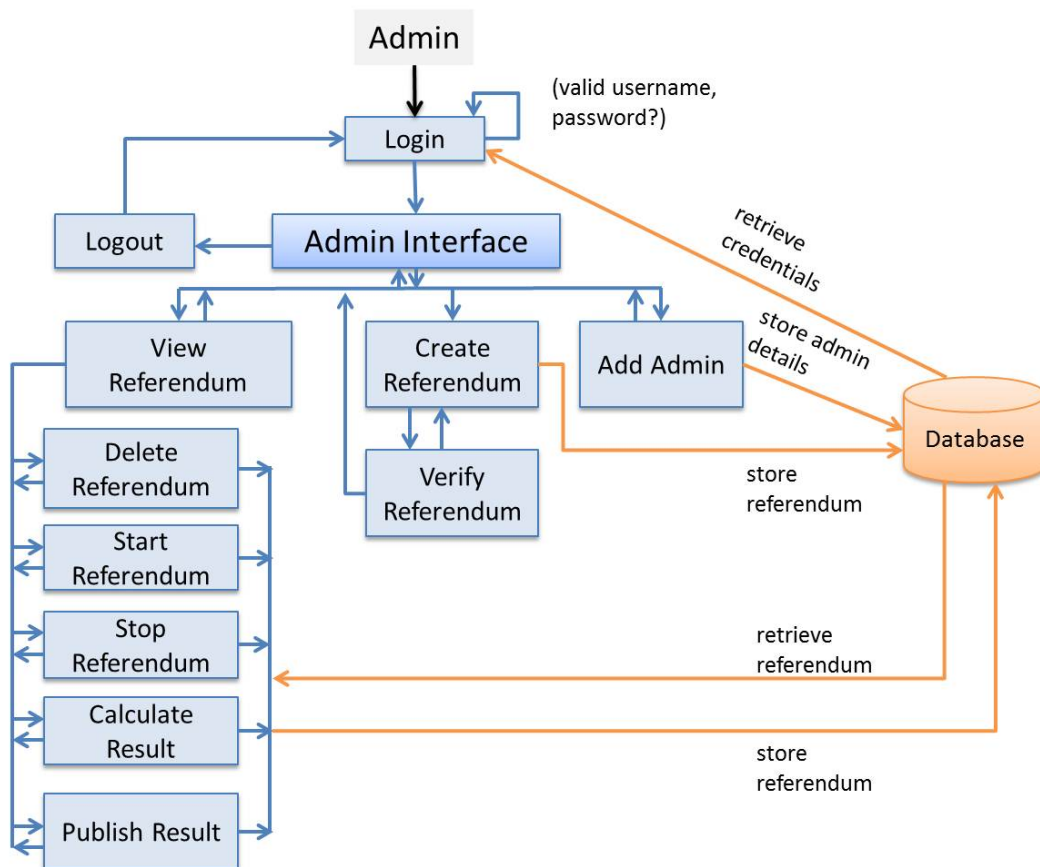 Admin
(valid username,
password?)
Login
retrieve
credentials
Logout
Admin Interface
store admin
details
View
Referendum
Create
Referendum
Add Admin
Database
Delete
Referendum
Verify
Referendum
store
referendum
Start
Referendum
Stop
Referendum
retrieve
referendum
Calculate
Result
store
referendum
Publish Result